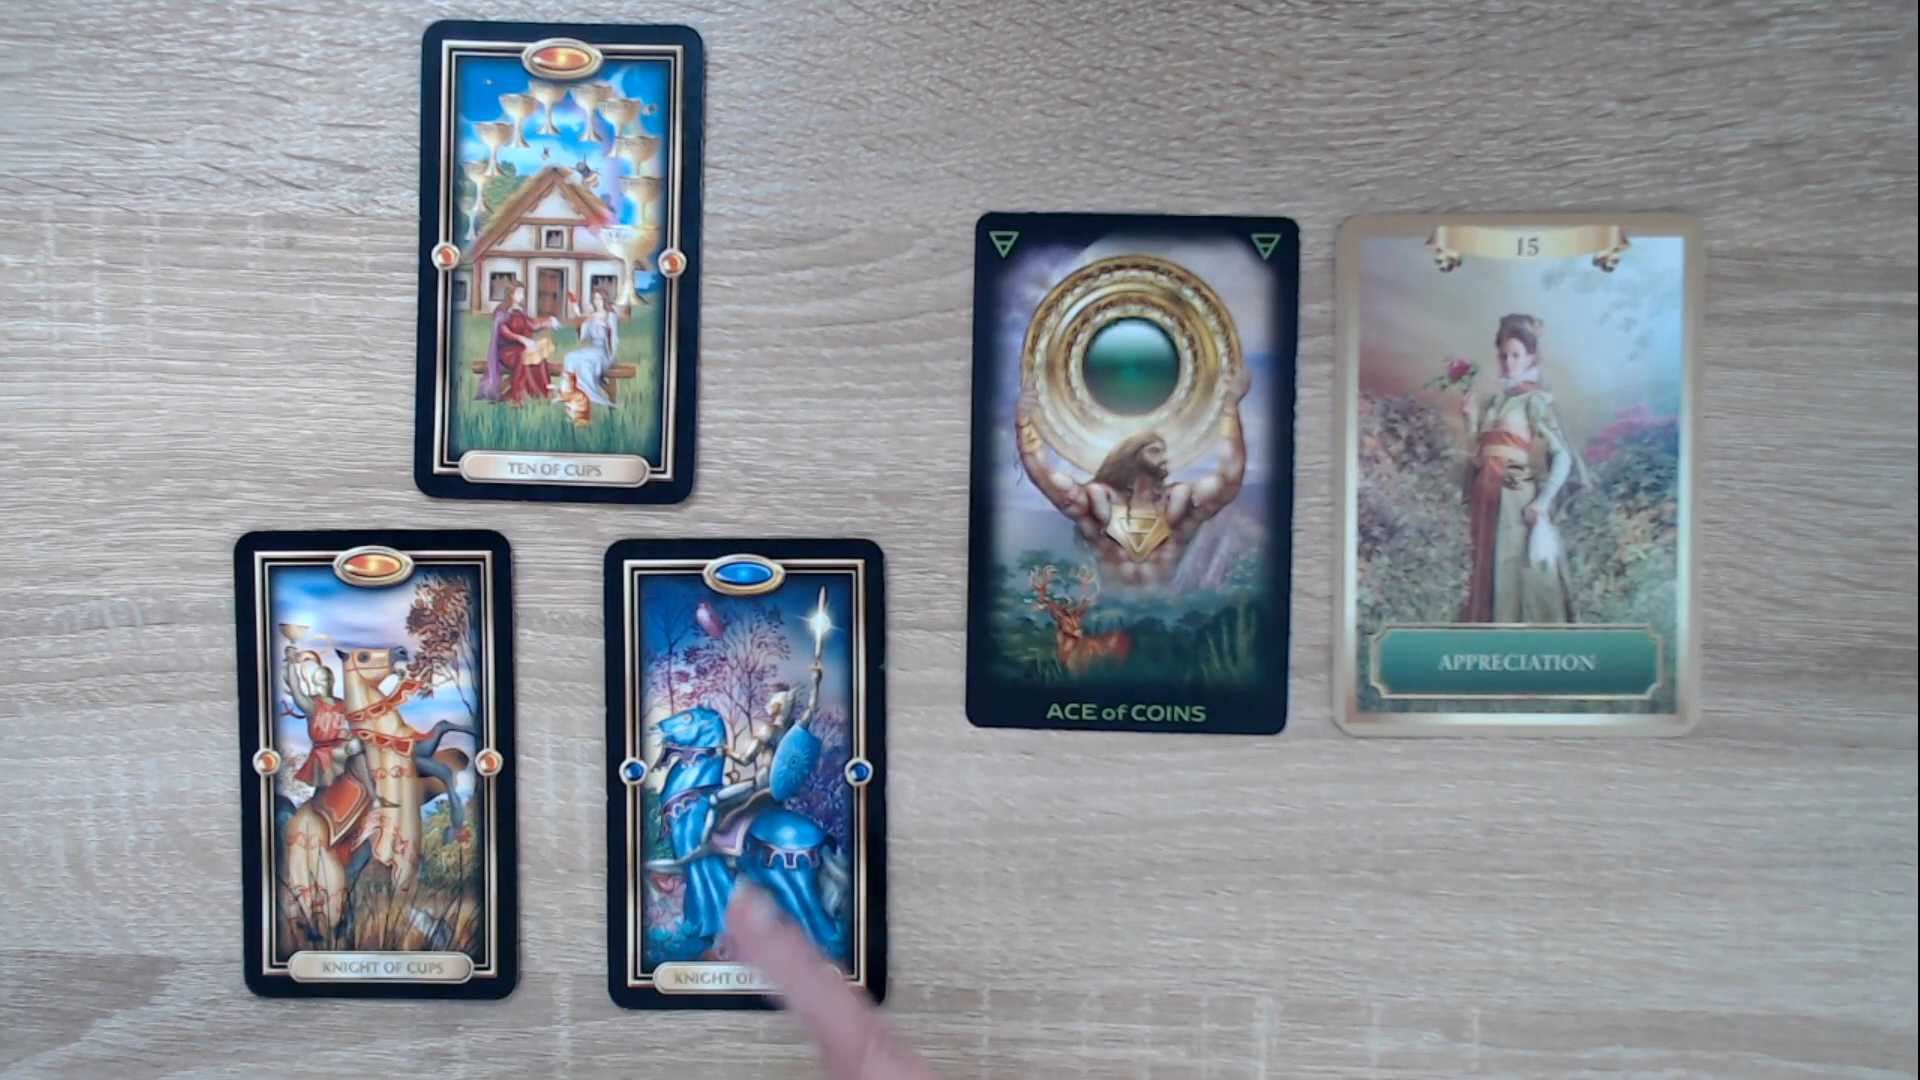 TEN OF CUPS
15
APPRECIATION
ACE of COINS
KNIGHT OF CUPS
KNIGHT OF